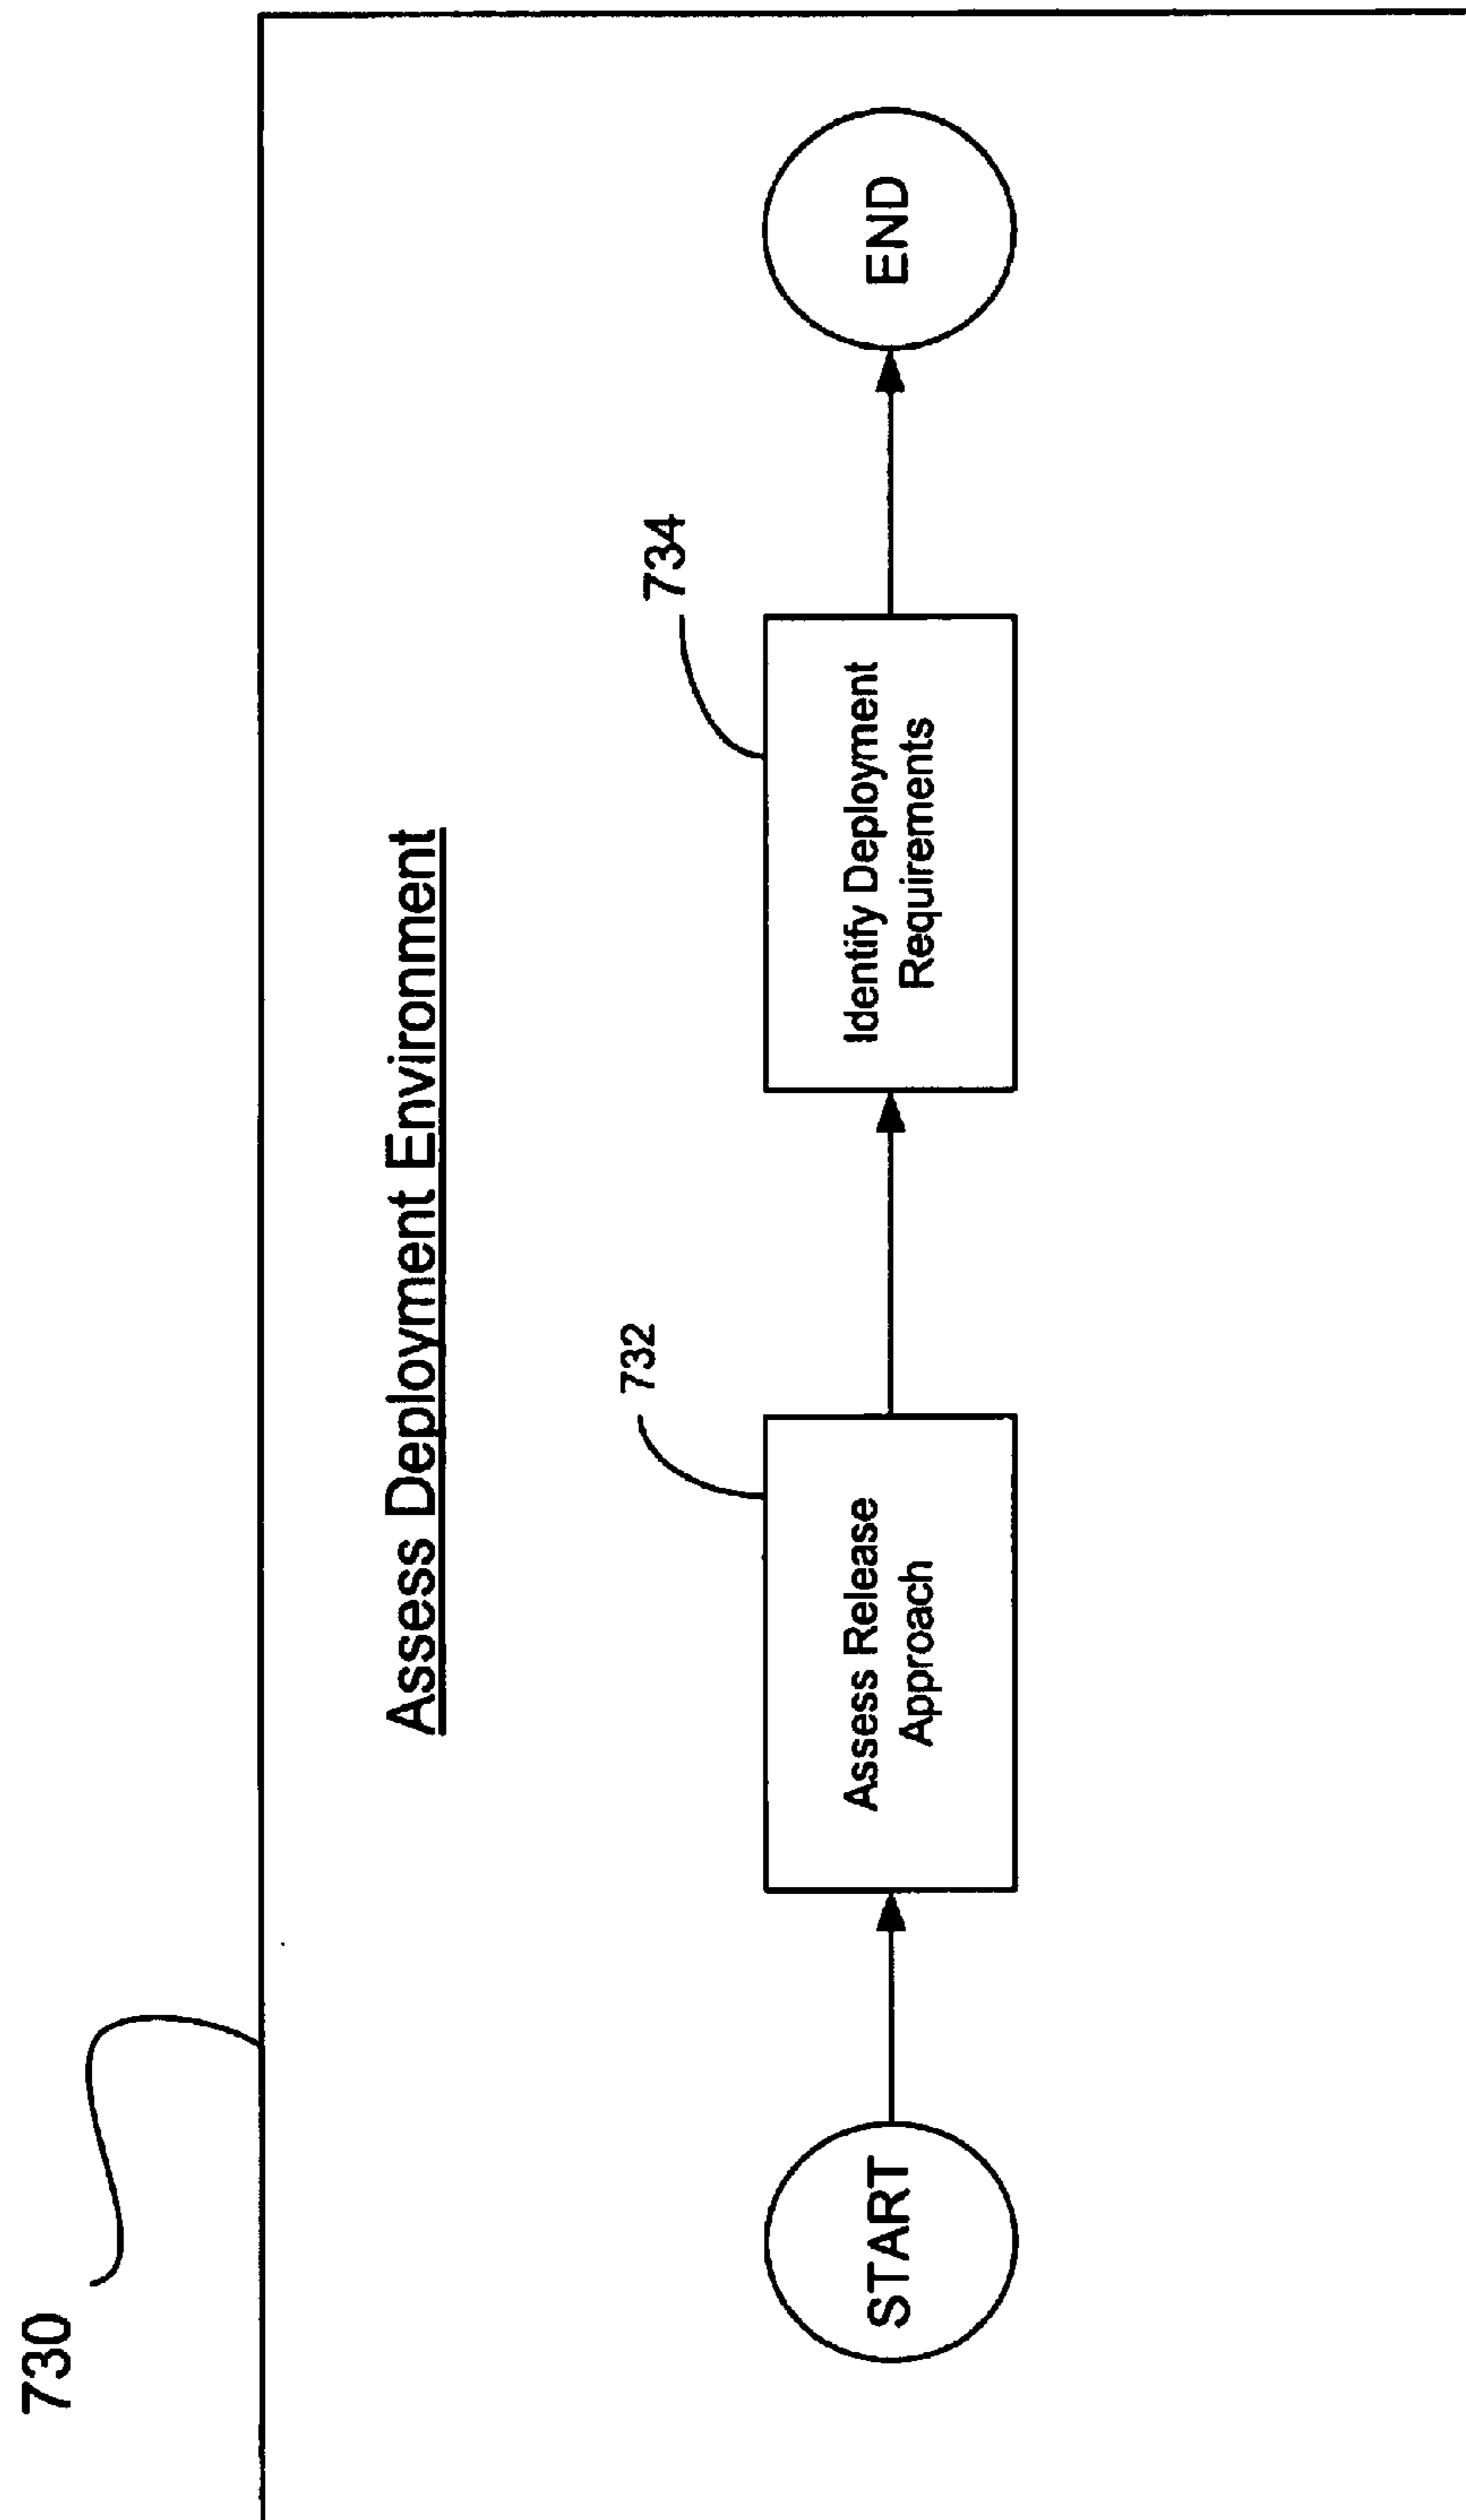 730
Assess Deployment Environment
732
734
START
Assess Release
Approach
Identify Deployment
Requirements
END